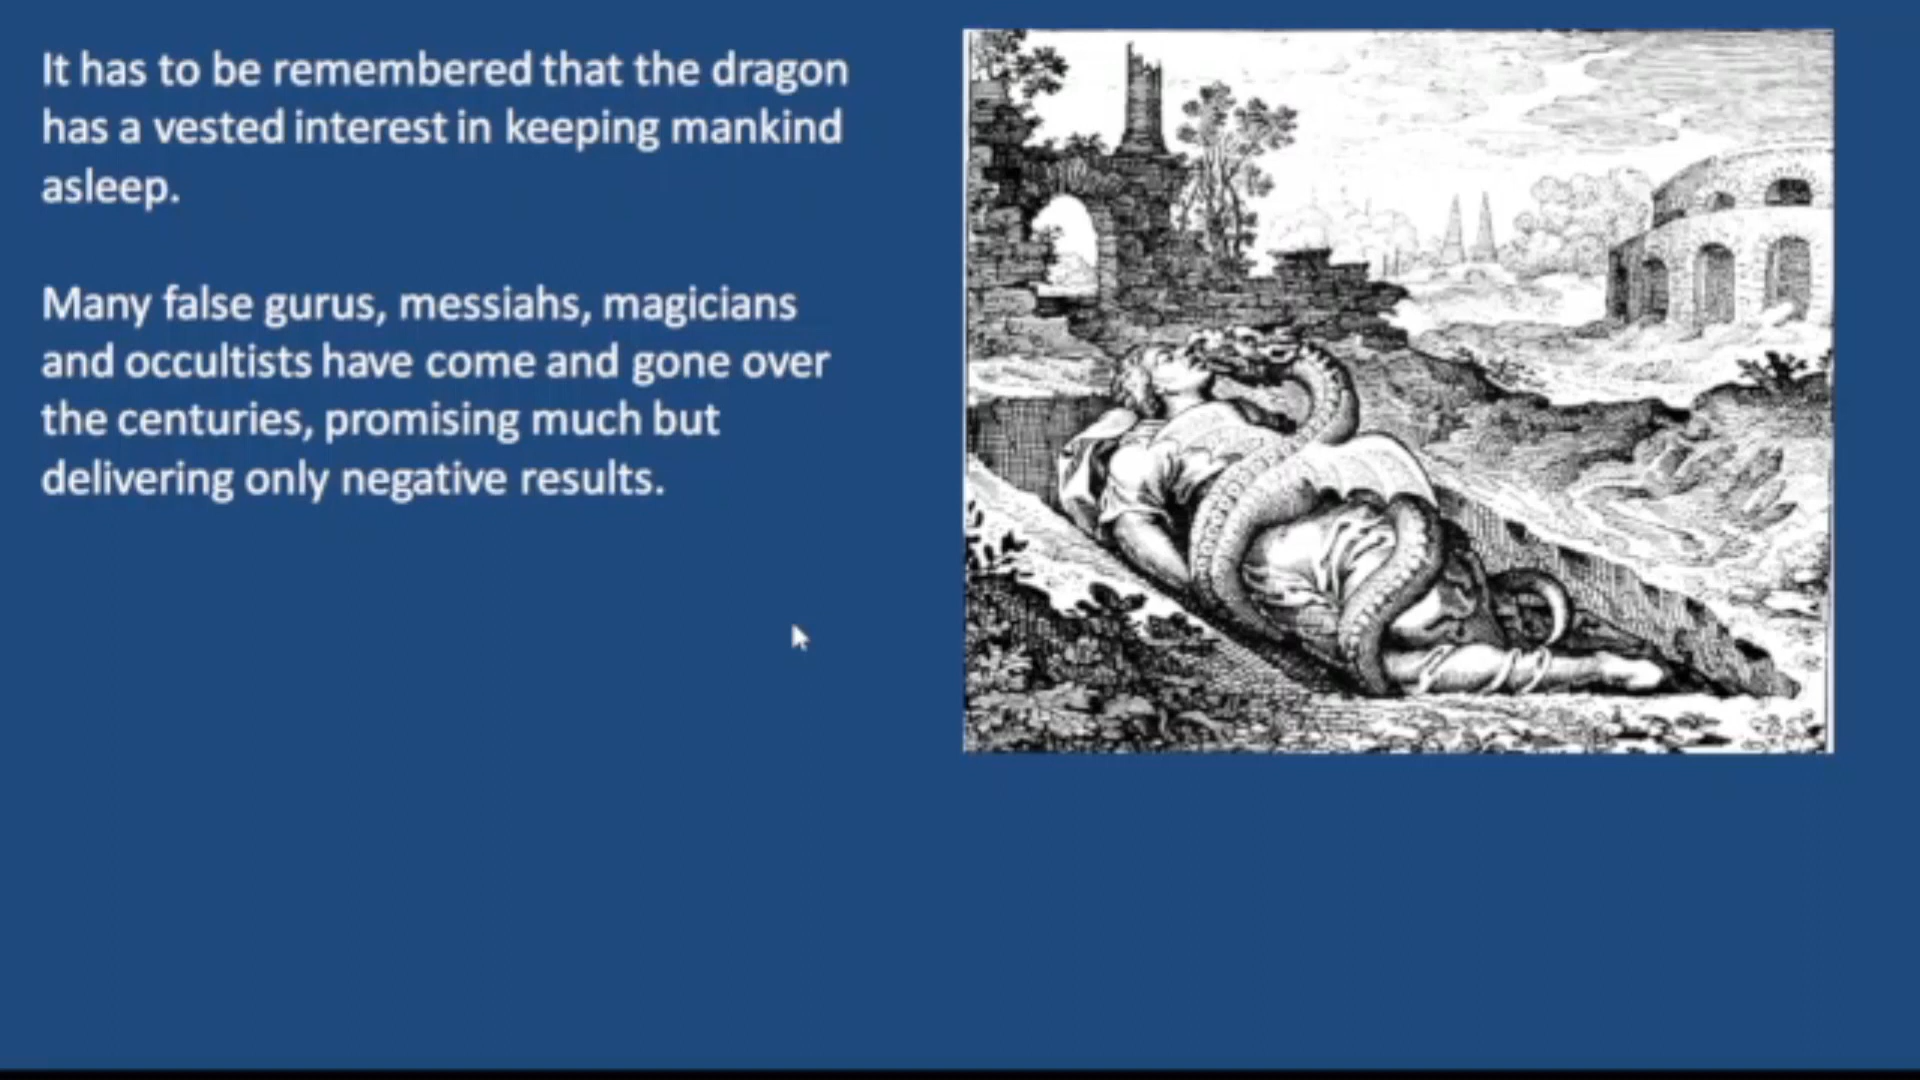 It has to be remembered that the dragon
has a vested interest in keeping mankind
asleep.
Many false gurus, messiahs, magicians
and occultists have come and gone over
the centuries, promising much but
delivering only negative results.